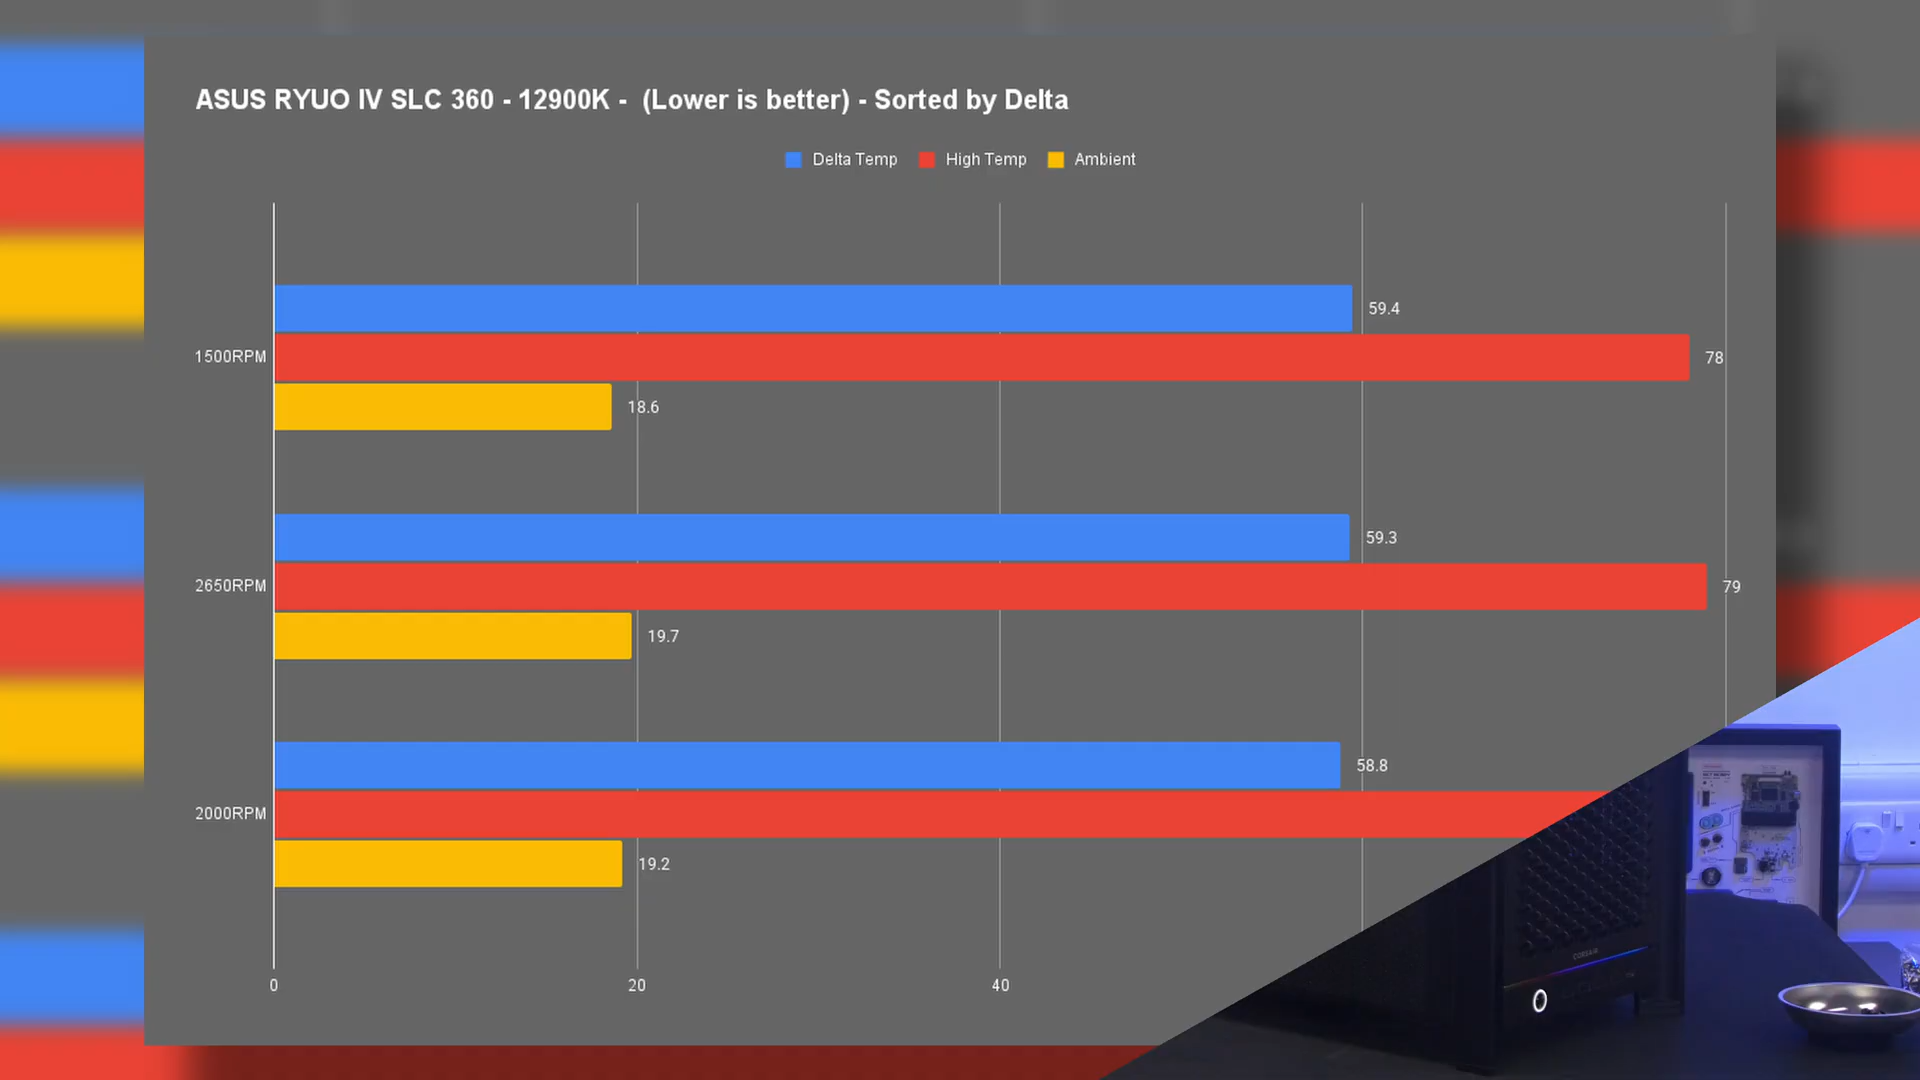 ASUS RYUO IV SLC 360 - 12900K - (Lower is better) - Sorted by Delta
Delta Temp High Temp Ambient
59.4
1500RPM 78
18.6
59.3
2650RPM 79
19.7
58.8
2000RPM
19.2
0 20 40
CORSAIR